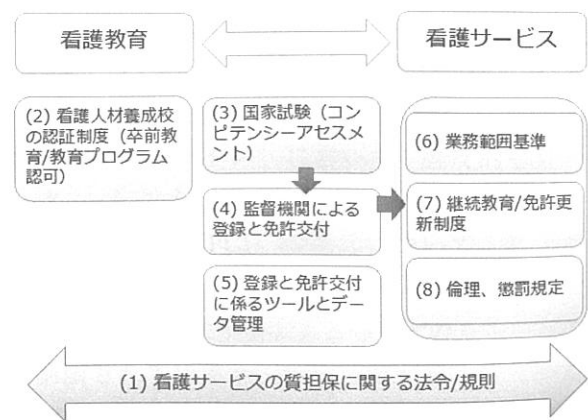 看護教育
看護サービス
(2) 看護人材養成校
の認証制度（卒前教
育/教育プログラム
認可）
(3) 国家試験（コン
ピテンシーアセスメ
ント）
(4) 監督機関による
登録と免許交付
(5) 登録と免許交付
に係るツールとデー
タ管理
(6) 業務範囲基準
(7) 継続教育/免許更
新制度
(8) 倫理、懲罰規定
(1) 看護サービスの質担保に関する法令/規則